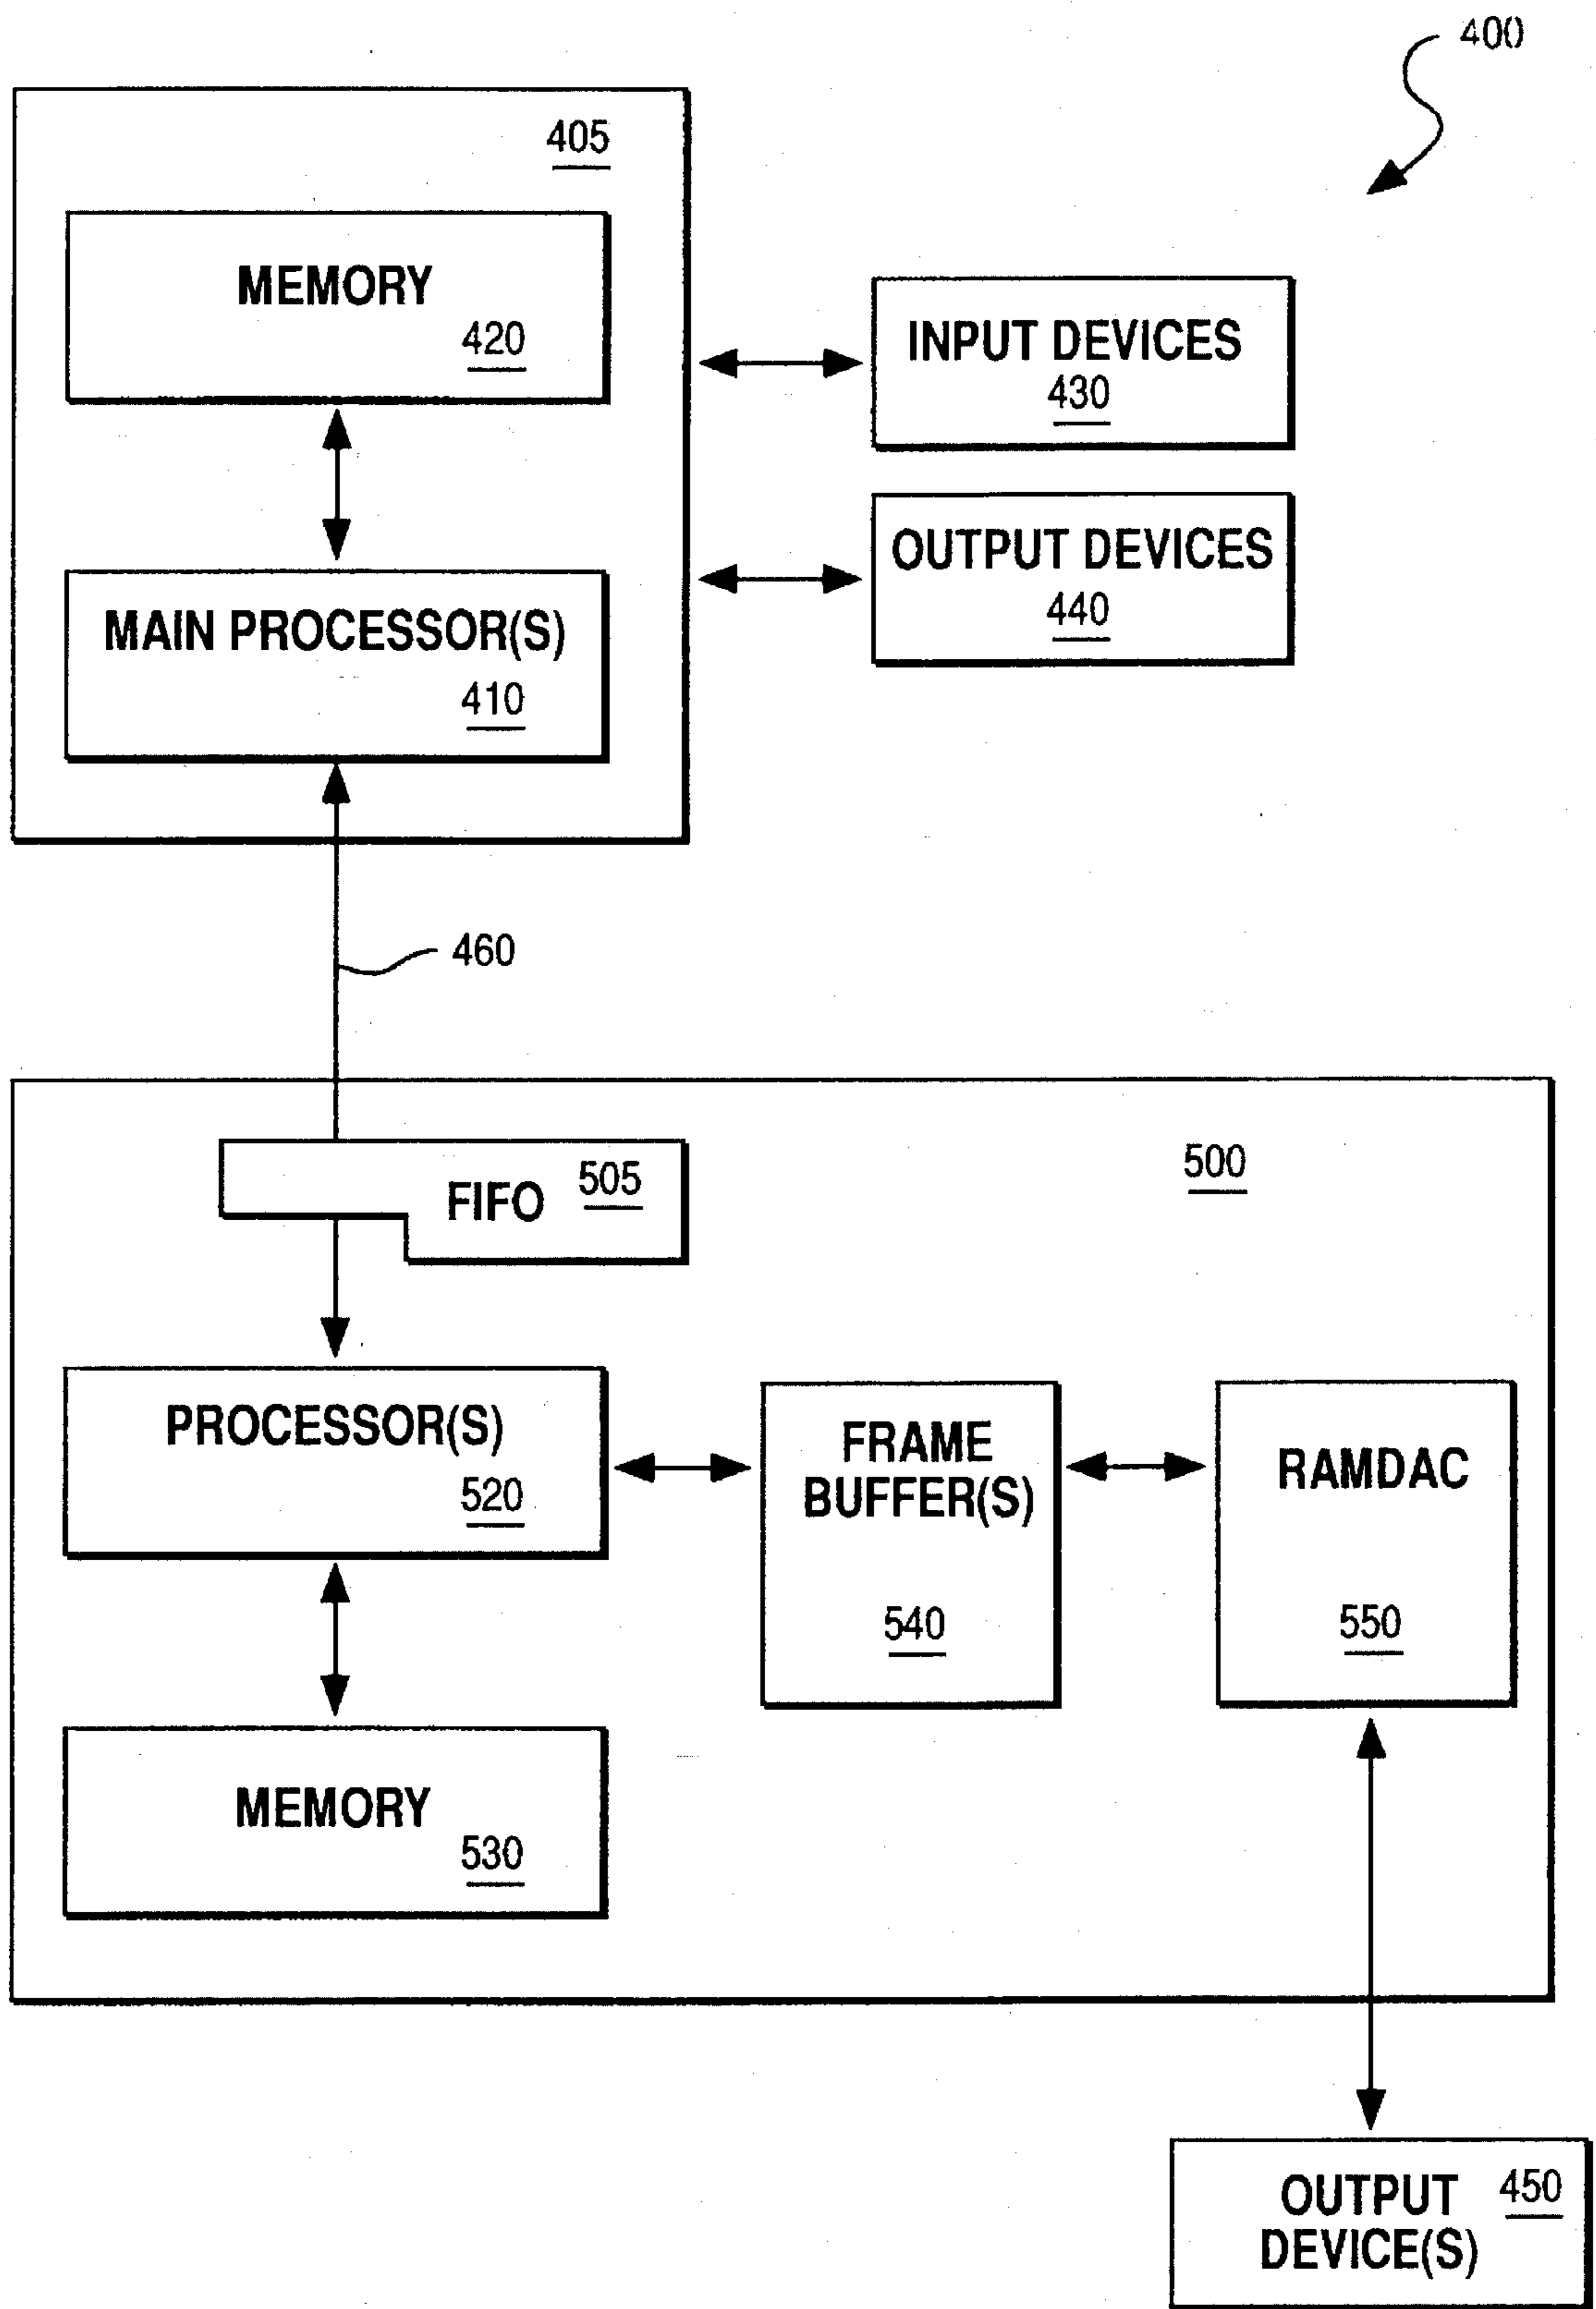 400
405
MEMORY
420
INPUT DEVICES
430
OUTPUT DEVICES
440
MAIN PROCESSOR(S)
410
460
500
FIFO 505
PROCESSOR(S)
520
FRAME
BUFFER(S)
540
RAMDAC
550
MEMORY
530
OUTPUT 450
DEVICE(S)